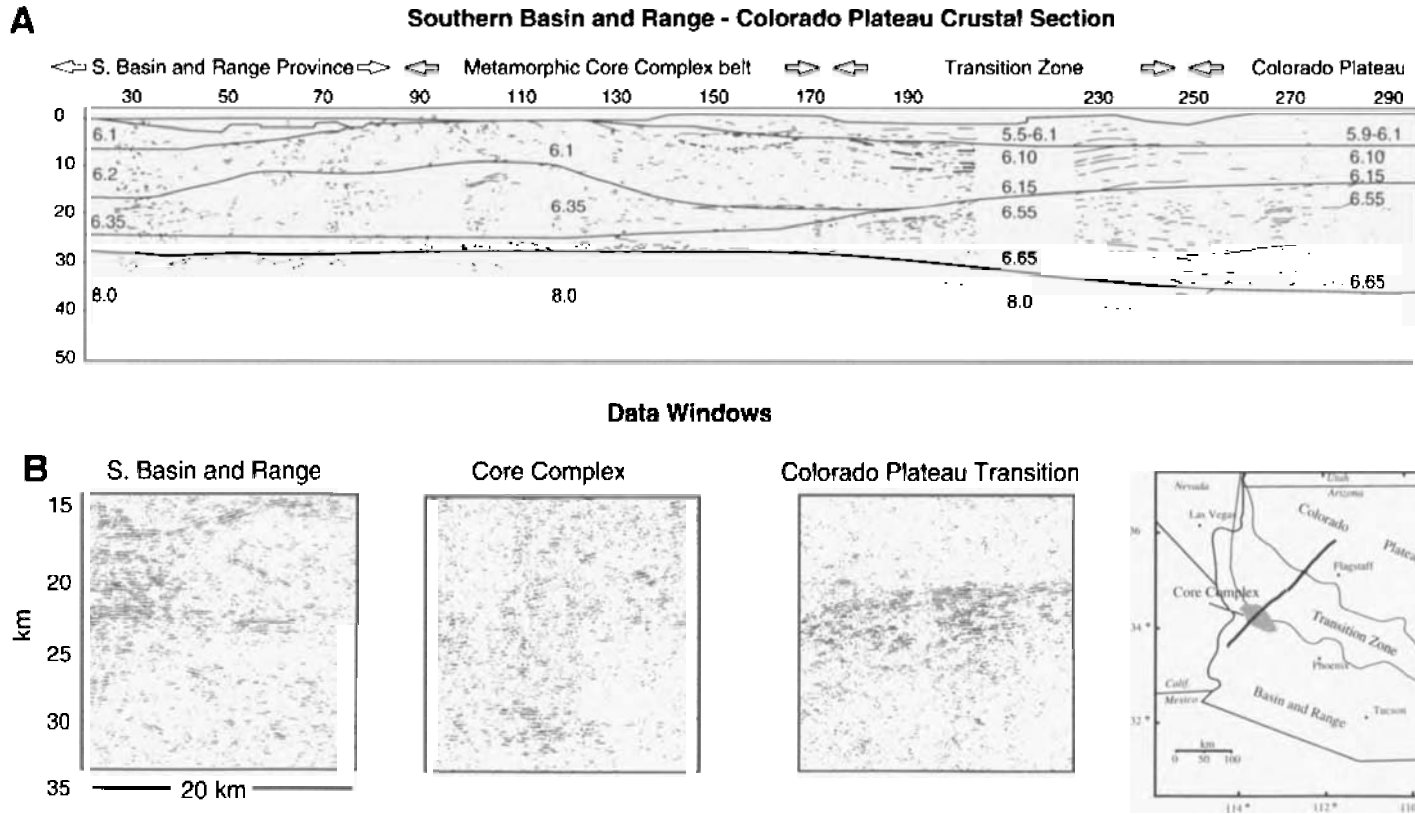 A
Southern Basin and Range - Colorado Plateau Crustal Section
S. Basin and Range Province Metamorphic Core Complex belt Transition Zone Colorado Plateau
30 50 70 90 110 130 150 170 190 230 250 270 290
0
10
20
30
40
50
6.1 6.1 5.5-6.1 5.9-6.1
6.10 6.10
6.2 6.15 6.15
6.35 6.35 6.55 6.55
6.65 6.65
8.0 8.0 8.0
Data Windows
B
S. Basin and Range Core Complex Colorado Plateau Transition
km
15
20
25
30
35
20 km
Nevada Utah
Arizona
Las Vegas
Colorado
Flagstaff
Core Complex
34°
Transition Zone
Phoenix
Calif.
Mexico
Basin and Range
Tucson
km
0 50 100
114° 112°